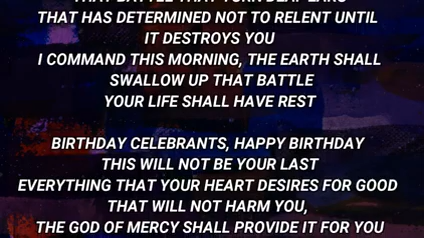 THAT HAS DETERMINED NOT TO RELENT UNTIL
IT DESTROYS YOU
I COMMAND THIS MORNING, THE EARTH SHALL
SWALLOW UP THAT BATTLE
YOUR LIFE SHALL HAVE REST
BIRTHDAY CELEBRANTS, HAPPY BIRTHDAY
THIS WILL NOT BE YOUR LAST
EVERYTHING THAT YOUR HEART DESIRES FOR GOOD
THAT WILL NOT HARM YOU,
THE GOD OF MERCY SHALL PROVIDE IT FOR YOU